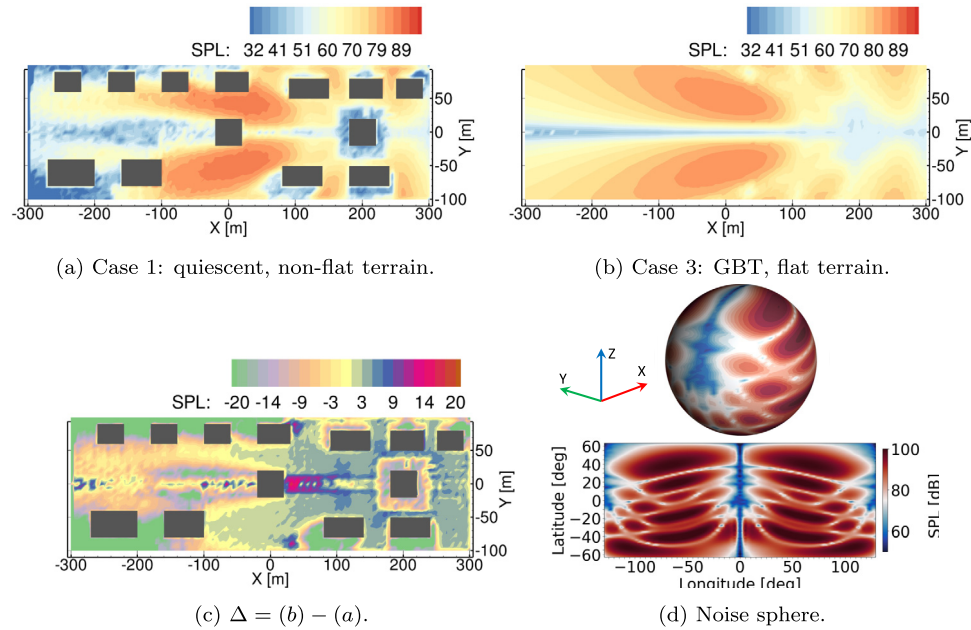 SPL: 32 41 51 60 70 79 89
50
0
-50
-100
Y [m]
-300 -200 -100 0 100 200 300
X [m]
(a) Case 1: quiescent, non-flat terrain.
SPL: 32 41 51 60 70 80 89
50
0
-50
-100
Y [m]
-300 -200 -100 0 100 200 300
X [m]
(b) Case 3: GBT, flat terrain.
SPL: -20 -14 -9 -3 3 9 14 20
50
0
-50
-100
Y [m]
-300 -200 -100 0 100 200 300
X [m]
(c) Δ = (b) − (a).
Z
Y
X
60
40
20
0
−20
−40
−60
Latitude [deg]
−100 −50 0 50 100
Longitude [deg]
100
80
60
SPL [dB]
(d) Noise sphere.